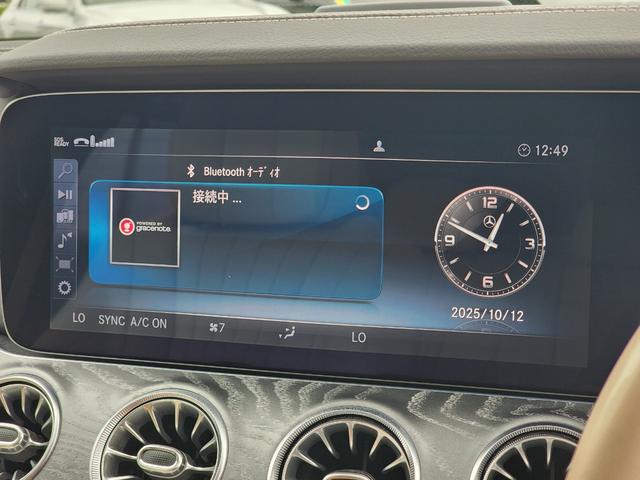 SOS
READY
12:49
Bluetooth ｵｰﾃﾞｨｵ
接続中 ...
POWERED BY
gracenote.
12
3
6
9
2025/10/12
LO SYNC A/C ON 7 LO